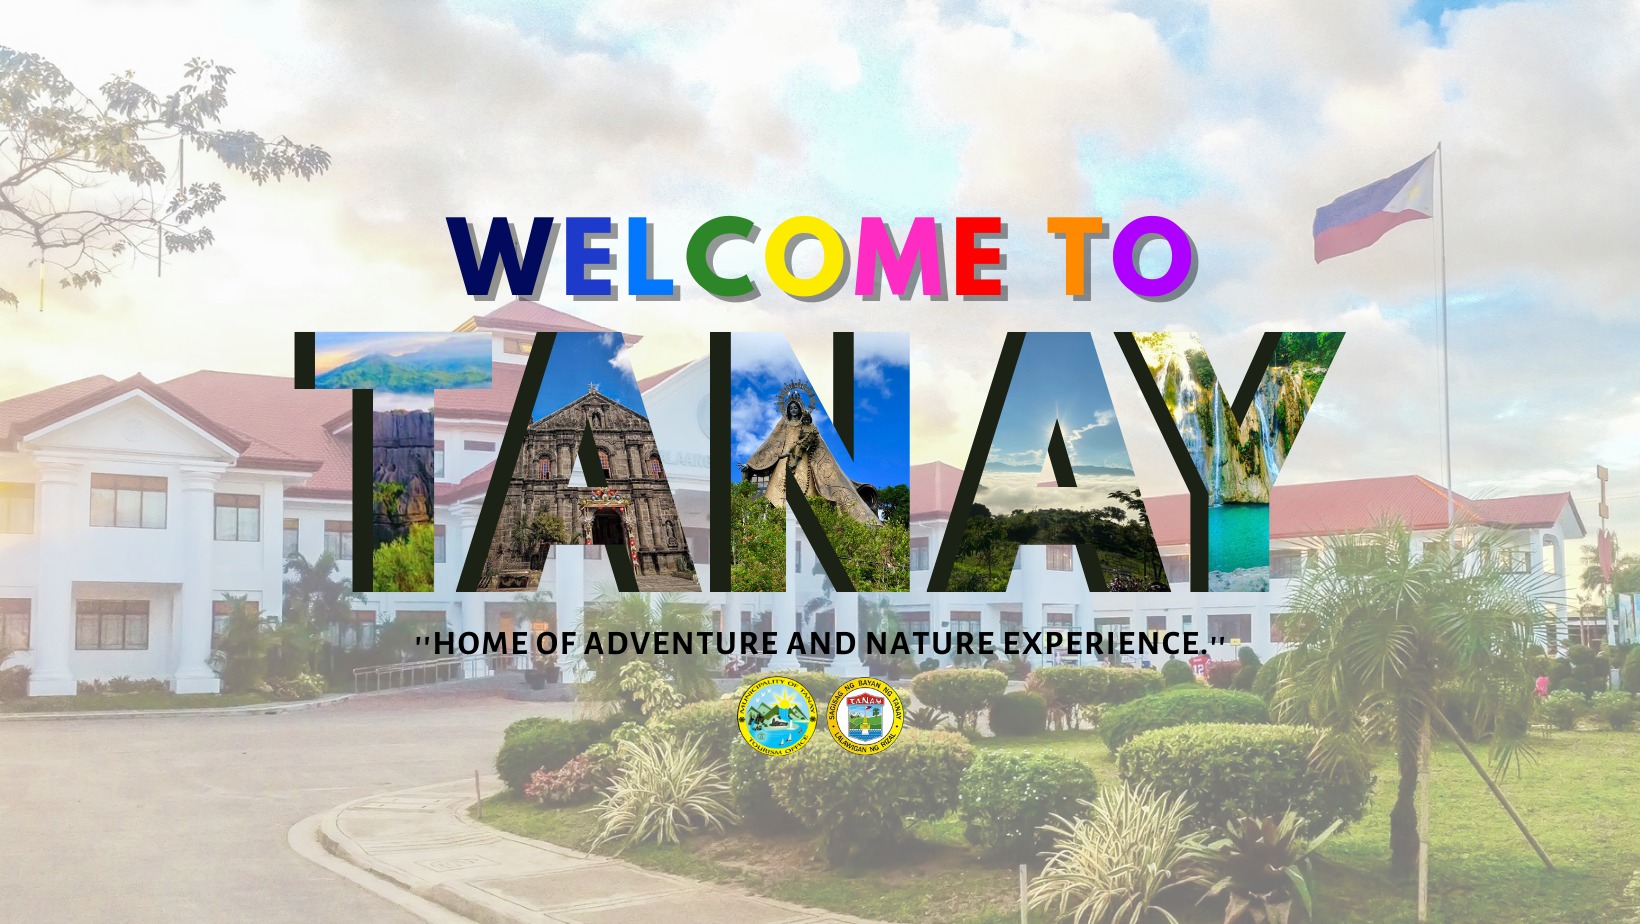 WELCOME TO
TANAY
''HOME OF ADVENTURE AND NATURE EXPERIENCE.''
MUNICIPALITY OF TANAY
TOURISM OFFICE
SAGISAG NG BAYAN NG TANAY
TANAY
LALAWIGAN NG RIZAL
12